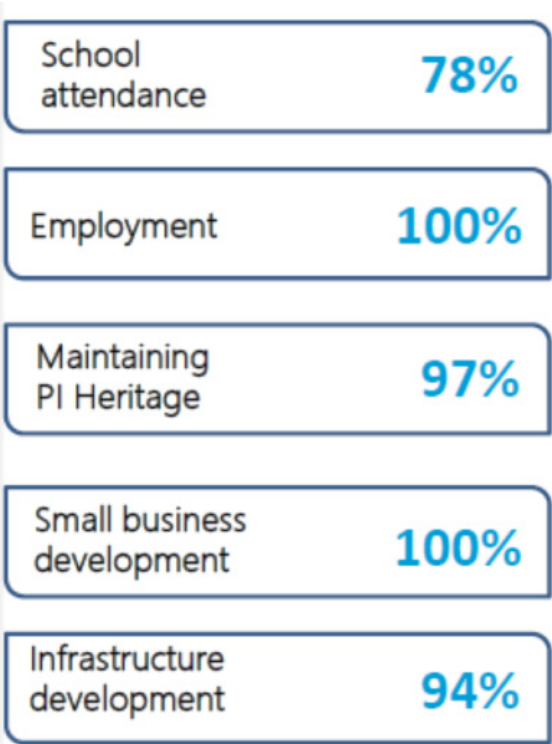 School
attendance
78%
Employment
100%
Maintaining
PI Heritage
97%
Small business
development
100%
Infrastructure
development
94%